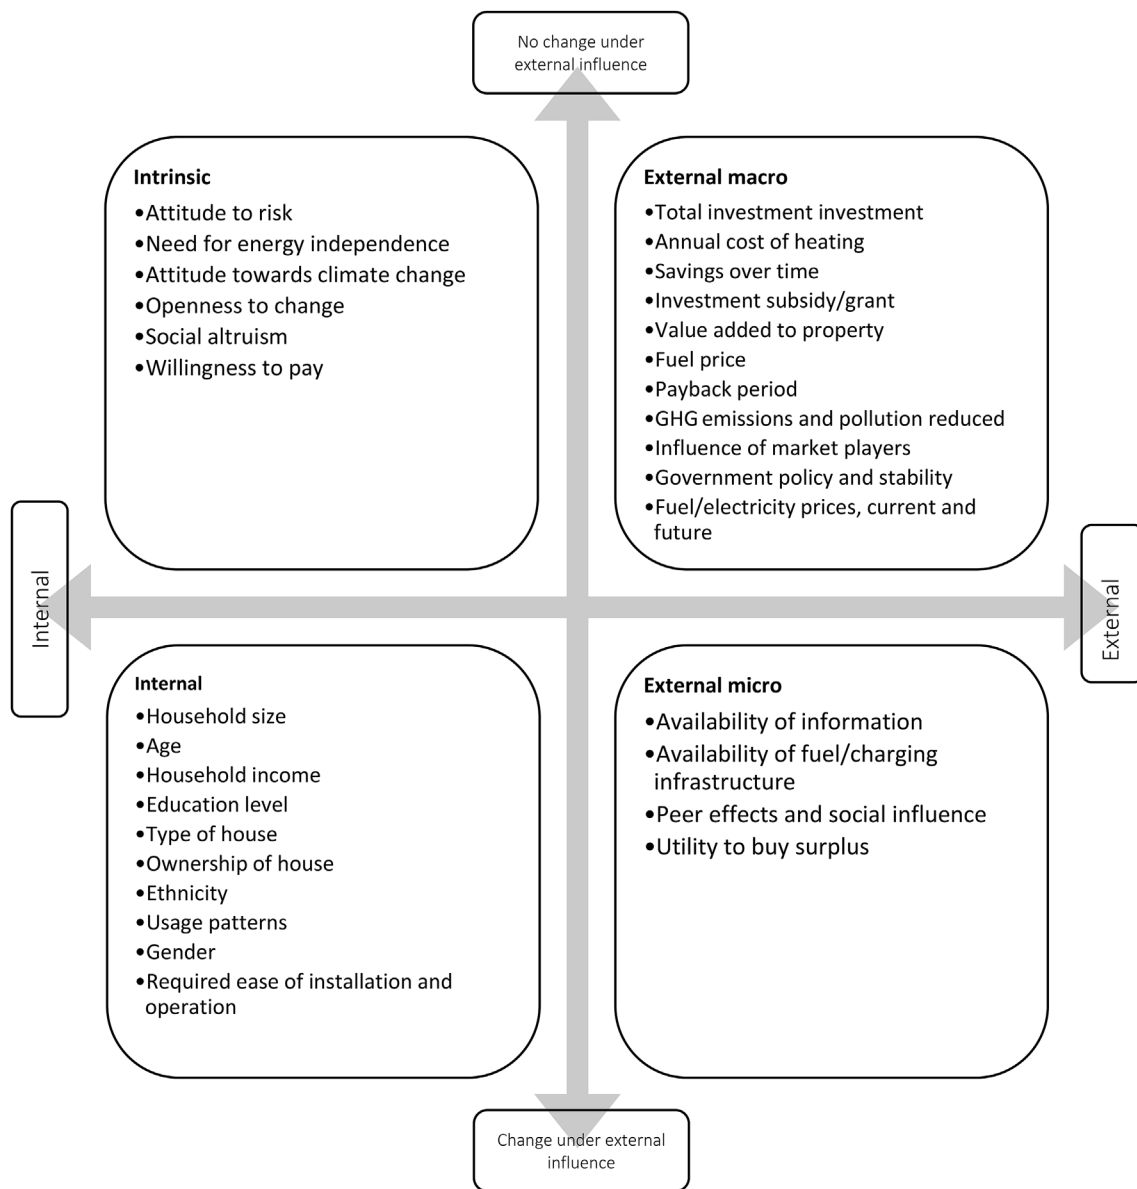 No change under
external influence
Intrinsic
•Attitude to risk
•Need for energy independence
•Attitude towards climate change
•Openness to change
•Social altruism
•Willingness to pay
External macro
•Total investment investment
•Annual cost of heating
•Savings over time
•Investment subsidy/grant
•Value added to property
•Fuel price
•Payback period
•GHG emissions and pollution reduced
•Influence of market players
•Government policy and stability
•Fuel/electricity prices, current and
future
Internal
External
Internal
•Household size
•Age
•Household income
•Education level
•Type of house
•Ownership of house
•Ethnicity
•Usage patterns
•Gender
•Required ease of installation and
operation
External micro
•Availability of information
•Availability of fuel/charging
infrastructure
•Peer effects and social influence
•Utility to buy surplus
Change under external
influence